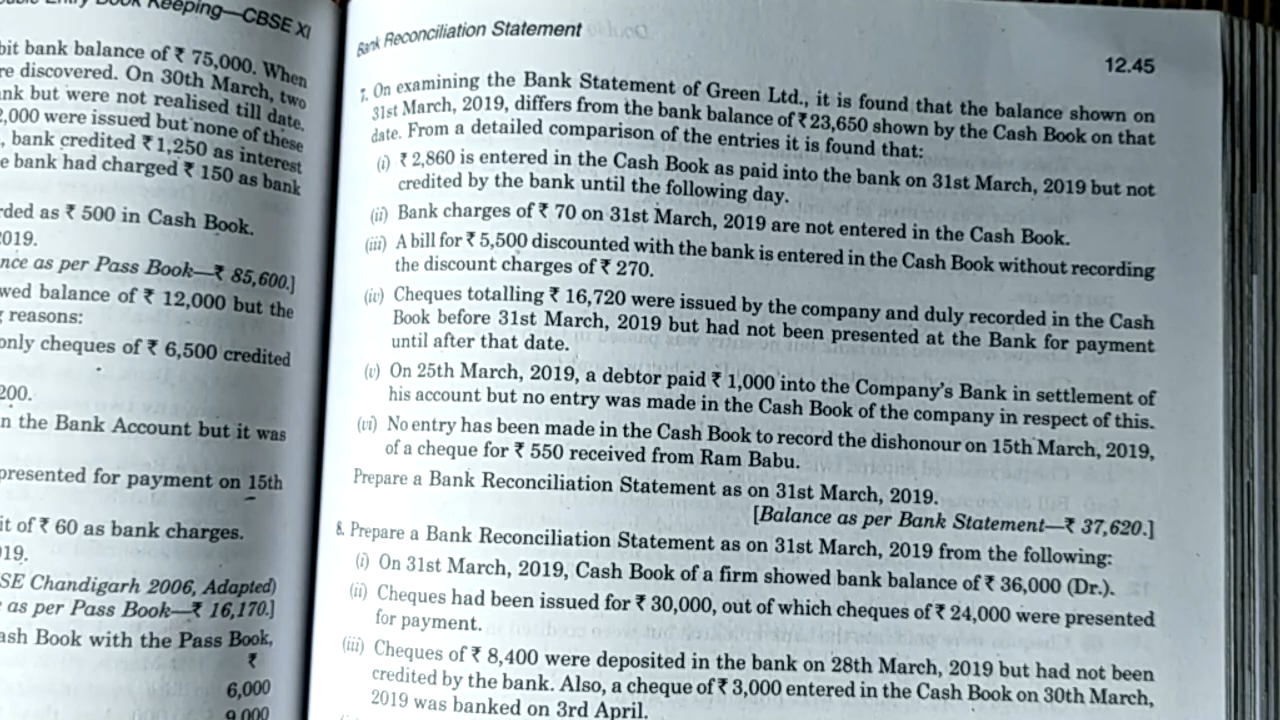 Keeping—CBSE XI
bit bank balance of ₹ 75,000. When
re discovered. On 30th March, two
nk but were not realised till date.
,000 were issued but none of these
, bank credited ₹ 1,250 as interest
e bank had charged ₹ 150 as bank
rded as ₹ 500 in Cash Book.
2019.
nce as per Pass Book—₹ 85,600.]
wed balance of ₹ 12,000 but the
g reasons:
only cheques of ₹ 6,500 credited
200.
n the Bank Account but it was
presented for payment on 15th
it of ₹ 60 as bank charges.
019.
SE Chandigarh 2006, Adapted)
as per Pass Book—₹ 16,170.]
ash Book with the Pass Book,
₹
6,000
9,000
Bank Reconciliation Statement
12.45
7. On examining the Bank Statement of Green Ltd., it is found that the balance shown on
31st March, 2019, differs from the bank balance of ₹ 23,650 shown by the Cash Book on that
date. From a detailed comparison of the entries it is found that:
(i) ₹ 2,860 is entered in the Cash Book as paid into the bank on 31st March, 2019 but not
credited by the bank until the following day.
(ii) Bank charges of ₹ 70 on 31st March, 2019 are not entered in the Cash Book.
(iii) A bill for ₹ 5,500 discounted with the bank is entered in the Cash Book without recording
the discount charges of ₹ 270.
(iv) Cheques totalling ₹ 16,720 were issued by the company and duly recorded in the Cash
Book before 31st March, 2019 but had not been presented at the Bank for payment
until after that date.
(v) On 25th March, 2019, a debtor paid ₹ 1,000 into the Company's Bank in settlement of
his account but no entry was made in the Cash Book of the company in respect of this.
(vi) No entry has been made in the Cash Book to record the dishonour on 15th March, 2019,
of a cheque for ₹ 550 received from Ram Babu.
Prepare a Bank Reconciliation Statement as on 31st March, 2019.
[Balance as per Bank Statement—₹ 37,620.]
8. Prepare a Bank Reconciliation Statement as on 31st March, 2019 from the following:
(i) On 31st March, 2019, Cash Book of a firm showed bank balance of ₹ 36,000 (Dr.).
(ii) Cheques had been issued for ₹ 30,000, out of which cheques of ₹ 24,000 were presented
for payment.
(iii) Cheques of ₹ 8,400 were deposited in the bank on 28th March, 2019 but had not been
credited by the bank. Also, a cheque of ₹ 3,000 entered in the Cash Book on 30th March,
2019 was banked on 3rd April.